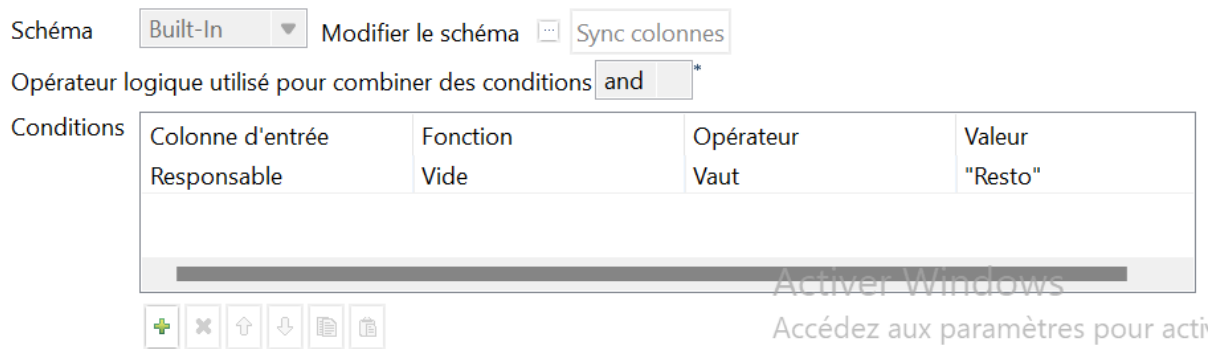 Schéma Built-In Modifier le schéma ... Sync colonnes
Opérateur logique utilisé pour combiner des conditions and *
Conditions Colonne d'entrée Fonction Opérateur Valeur
Responsable Vide Vaut "Resto"
Activer Windows
Accédez aux paramètres pour activ